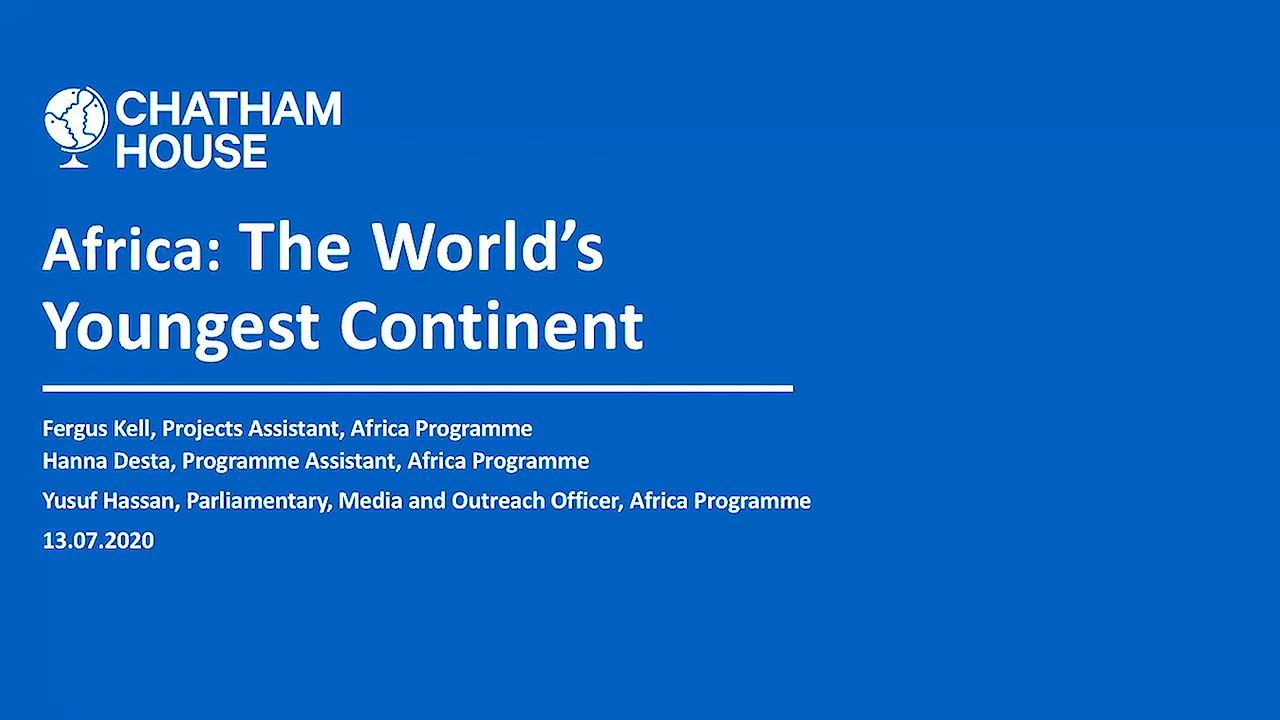 CHATHAM
HOUSE
Africa: The World’s
Youngest Continent
Fergus Kell, Projects Assistant, Africa Programme
Hanna Desta, Programme Assistant, Africa Programme
Yusuf Hassan, Parliamentary, Media and Outreach Officer, Africa Programme
13.07.2020